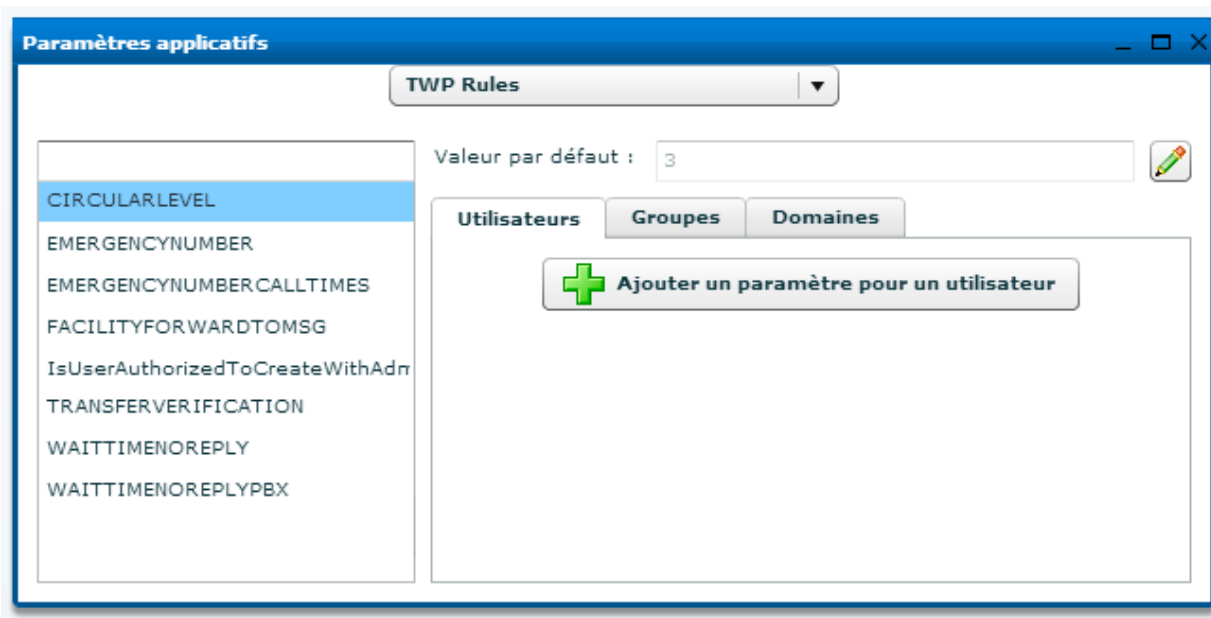 Paramètres applicatifs
TWP Rules
Valeur par défaut : 3
CIRCULARLEVEL
EMERGENCYNUMBER
EMERGENCYNUMBERCALLTIMES
FACILITYFORWARDTOMSG
IsUserAuthorizedToCreateWithAdm
TRANSFERVERIFICATION
WAITTIMENOREPLY
WAITTIMENOREPLYPBX
Utilisateurs Groupes Domaines
Ajouter un paramètre pour un utilisateur